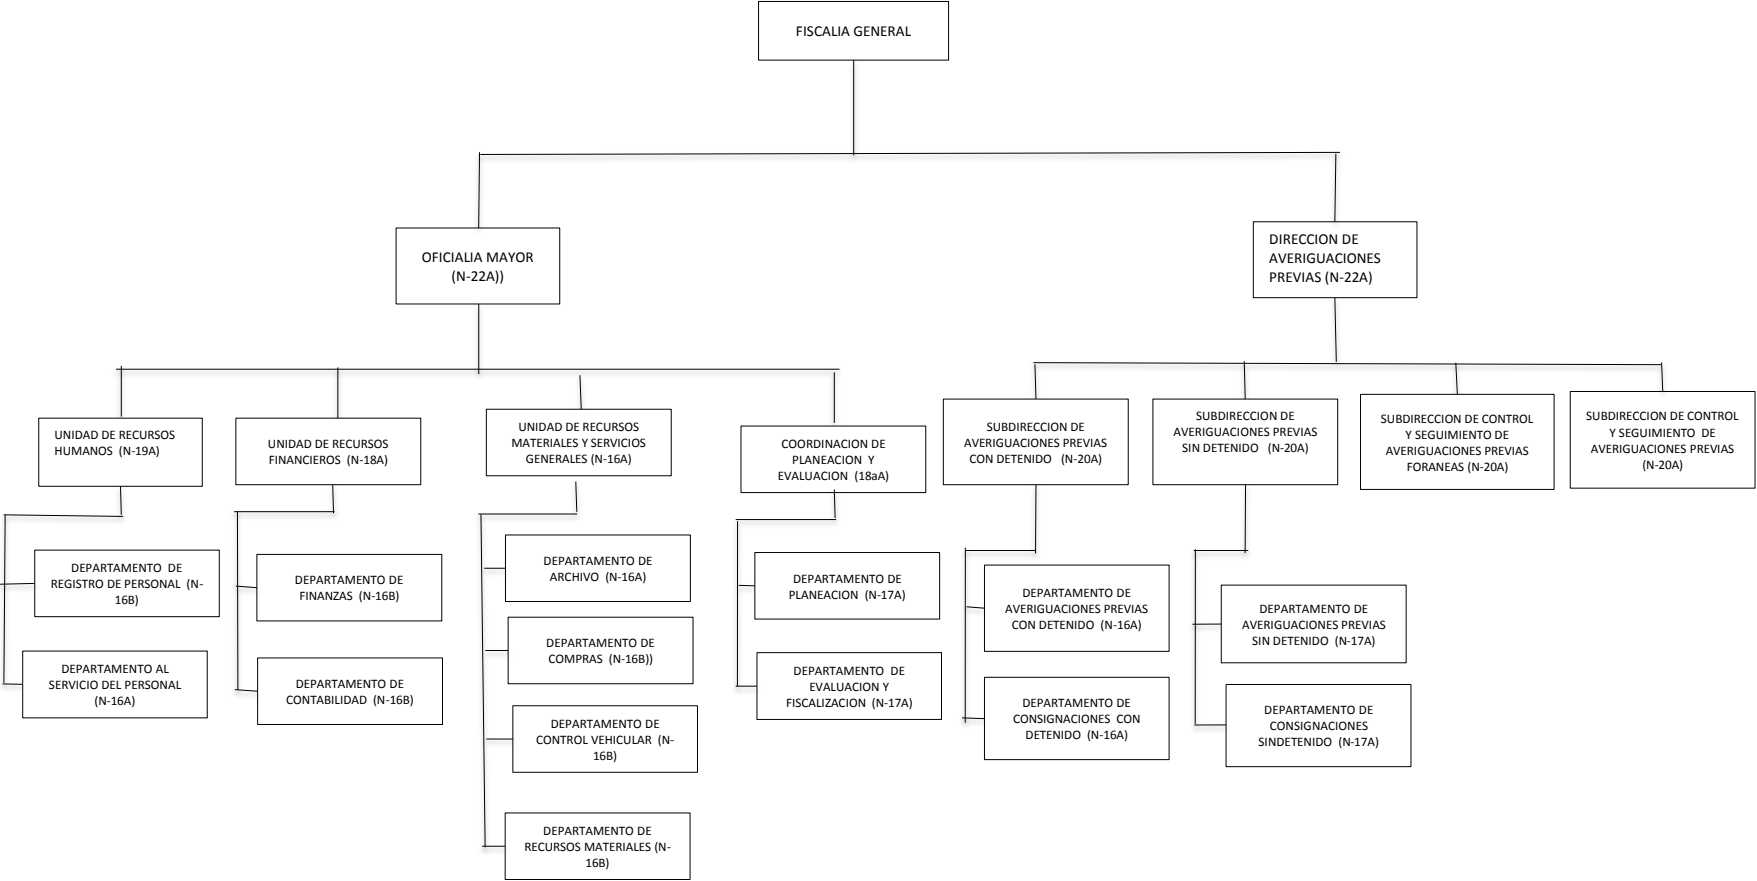 FISCALIA GENERAL
OFICIALIA MAYOR
(N-22A))
DIRECCION DE
AVERIGUACIONES
PREVIAS (N-22A)
UNIDAD DE RECURSOS
HUMANOS (N-19A)
UNIDAD DE RECURSOS
FINANCIEROS (N-18A)
UNIDAD DE RECURSOS
MATERIALES Y SERVICIOS
GENERALES (N-16A)
COORDINACION DE
PLANEACION Y
EVALUACION (18aA)
SUBDIRECCION DE
AVERIGUACIONES PREVIAS
CON DETENIDO (N-20A)
SUBDIRECCION DE
AVERIGUACIONES PREVIAS
SIN DETENIDO (N-20A)
SUBDIRECCION DE CONTROL
Y SEGUIMIENTO DE
AVERIGUACIONES PREVIAS
FORANEAS (N-20A)
SUBDIRECCION DE CONTROL
Y SEGUIMIENTO DE
AVERIGUACIONES PREVIAS
(N-20A)
DEPARTAMENTO DE
REGISTRO DE PERSONAL (N-
16B)
DEPARTAMENTO AL
SERVICIO DEL PERSONAL
(N-16A)
DEPARTAMENTO DE
FINANZAS (N-16B)
DEPARTAMENTO DE
CONTABILIDAD (N-16B)
DEPARTAMENTO DE
ARCHIVO (N-16A)
DEPARTAMENTO DE
COMPRAS (N-16B))
DEPARTAMENTO DE
CONTROL VEHICULAR (N-
16B)
DEPARTAMENTO DE
RECURSOS MATERIALES (N-
16B)
DEPARTAMENTO DE
PLANEACION (N-17A)
DEPARTAMENTO DE
EVALUACION Y
FISCALIZACION (N-17A)
DEPARTAMENTO DE
AVERIGUACIONES PREVIAS
CON DETENIDO (N-16A)
DEPARTAMENTO DE
CONSIGNACIONES CON
DETENIDO (N-16A)
DEPARTAMENTO DE
AVERIGUACIONES PREVIAS
SIN DETENIDO (N-17A)
DEPARTAMENTO DE
CONSIGNACIONES
SINDETENIDO (N-17A)